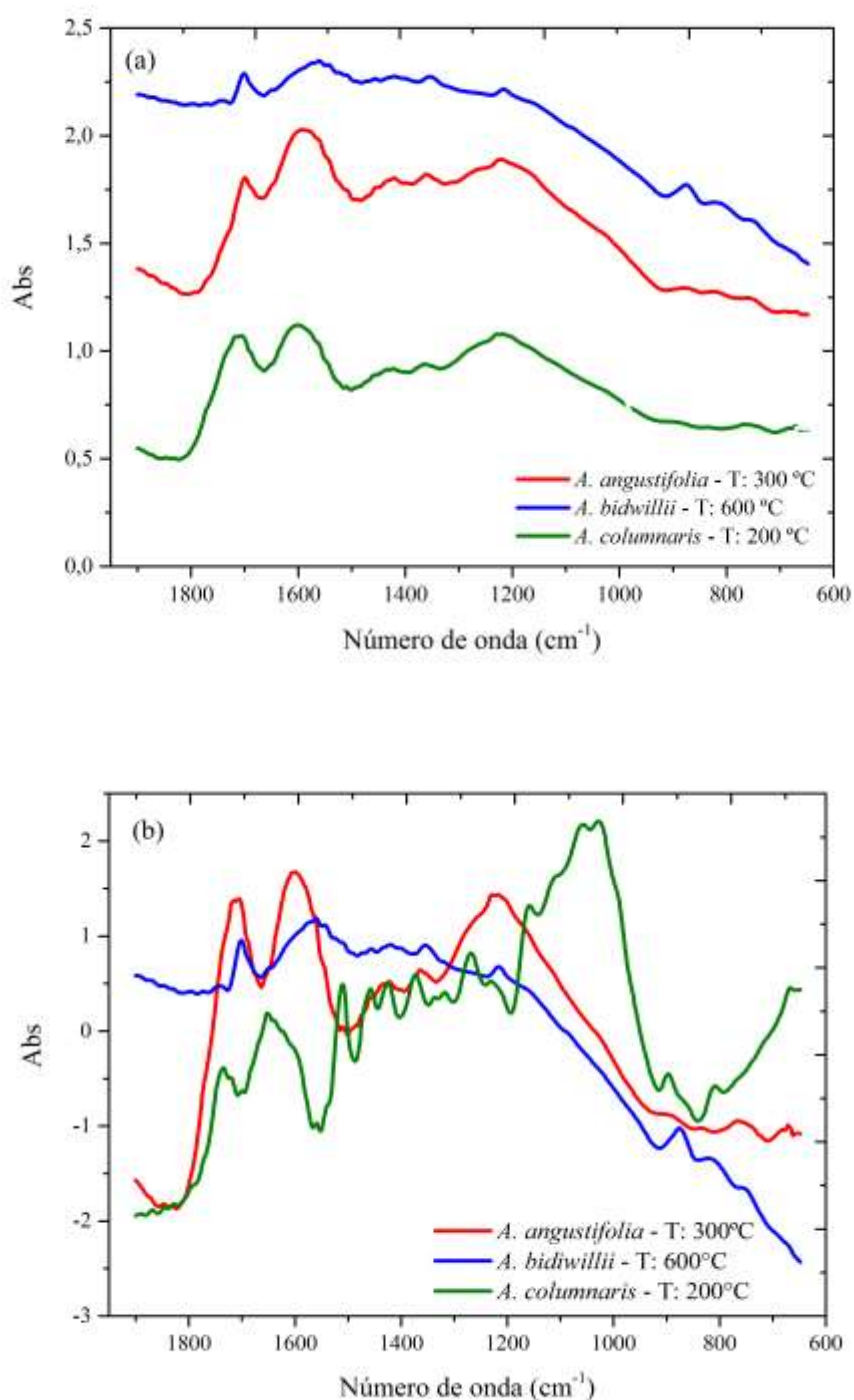 (a)
2,5
2,0
1,5
1,0
0,5
0,0
Abs
A. angustifolia - T: 300 ºC
A. bidwillii - T: 600 ºC
A. columnaris - T: 200 ºC
1800 1600 1400 1200 1000 800 600
Número de onda (cm⁻¹)
(b)
2
1
0
-1
-2
-3
Abs
A. angustifolia - T: 300ºC
A. bidiwillii - T: 600°C
A. columnaris - T: 200°C
1800 1600 1400 1200 1000 800 600
Número de onda (cm⁻¹)